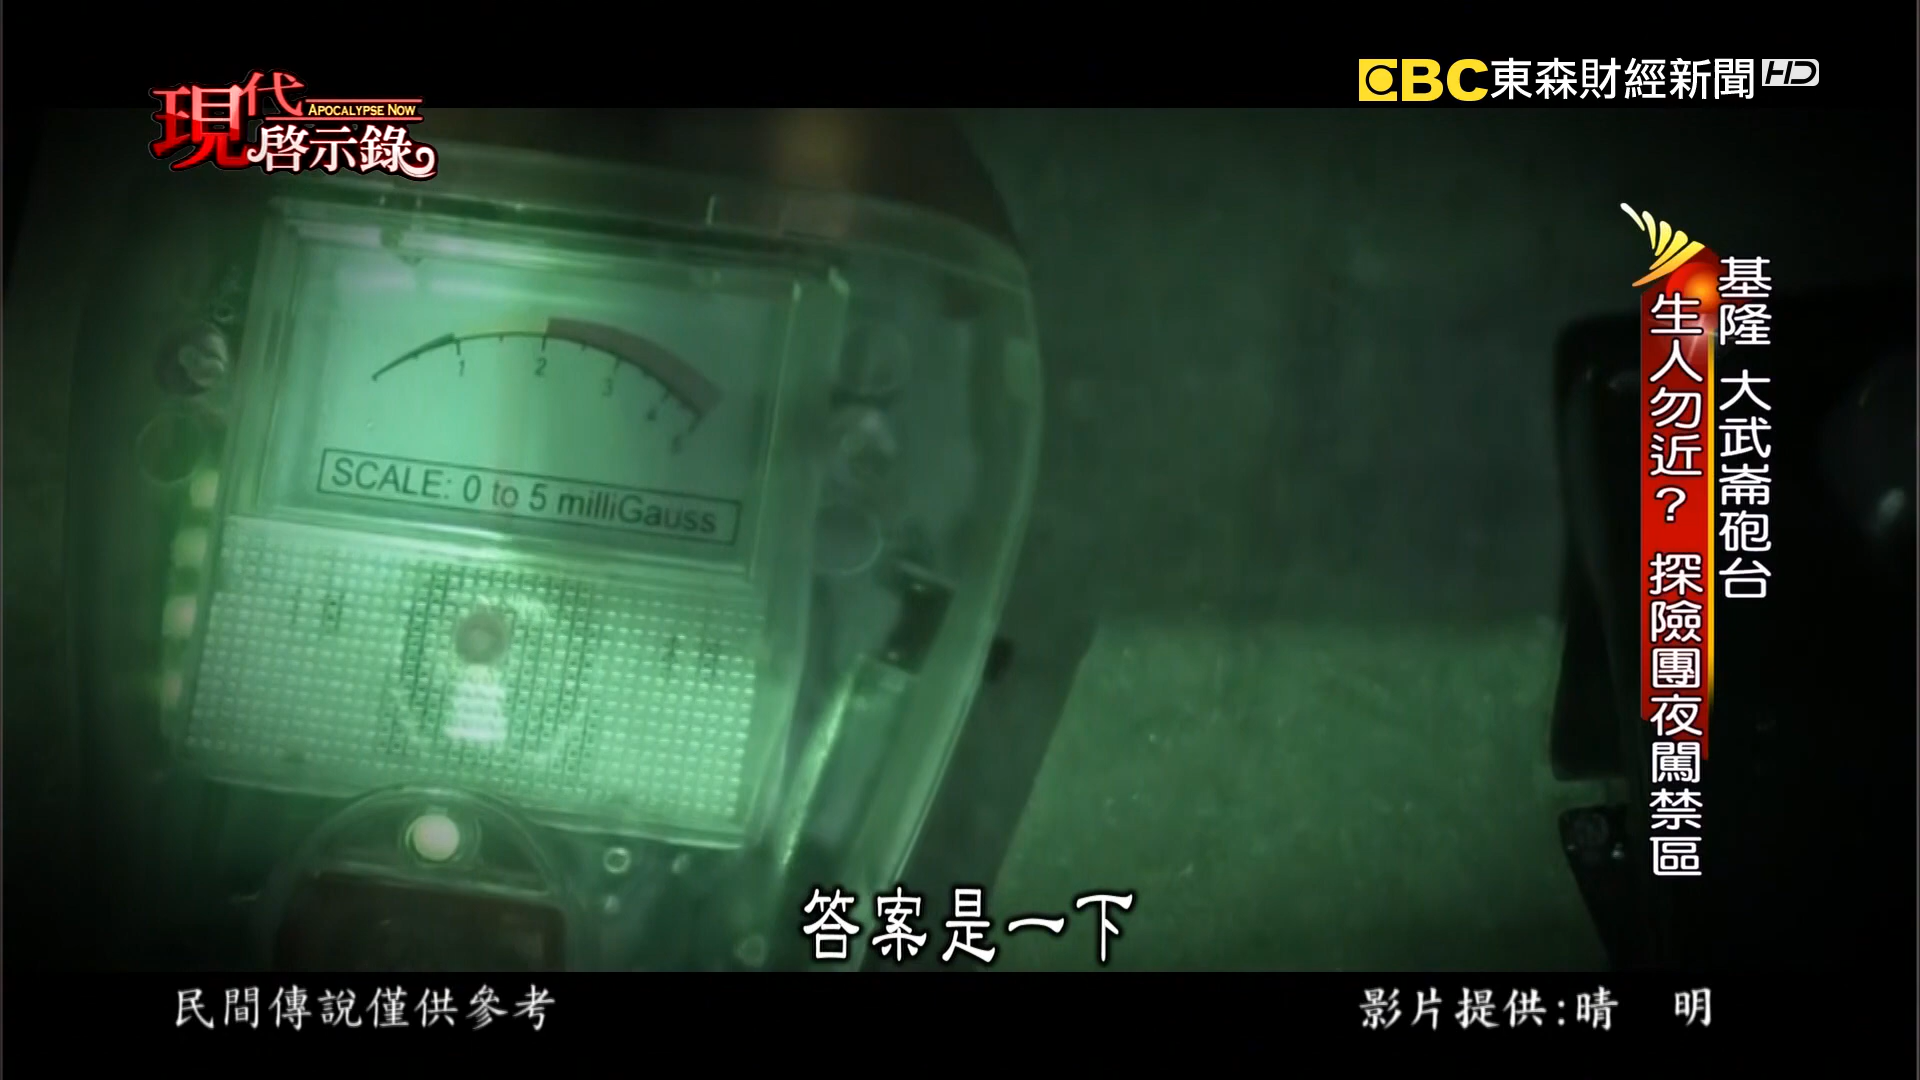 現代啓示錄
APOCALYPSE NOW
EBC東森財經新聞HD
基隆 大武崙砲台
生人勿近? 探險團夜闖禁區
1 2 3 4 5
SCALE: 0 to 5 milliGauss
答案是一下
民間傳說僅供參考
影片提供:晴 明